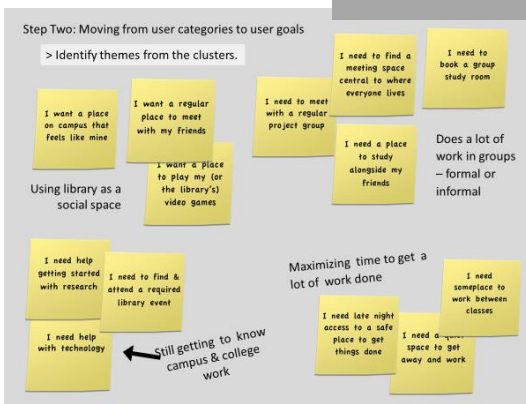 Step Two: Moving from user categories to user goals
> Identify themes from the clusters.
I want a place
on campus that
feels like mine
I want a regular
place to meet
with my friends
I want a place
to play my (or
the library's)
video games
Using library as a
social space
I need to meet
with a regular
project group
I need to find a
meeting space
central to where
everyone lives
I need to
book a group
study room
I need a place
to study
alongside my
friends
Does a lot of
work in groups
– formal or
informal
I need help
getting started
with research
I need to find &
attend a required
library event
I need help
with technology
Still getting to know
campus & college
work
Maximizing time to get a
lot of work done
I need late night
access to a safe
place to get
things done
I need a quiet
space to get
away and work
I need
someplace to
work between
classes